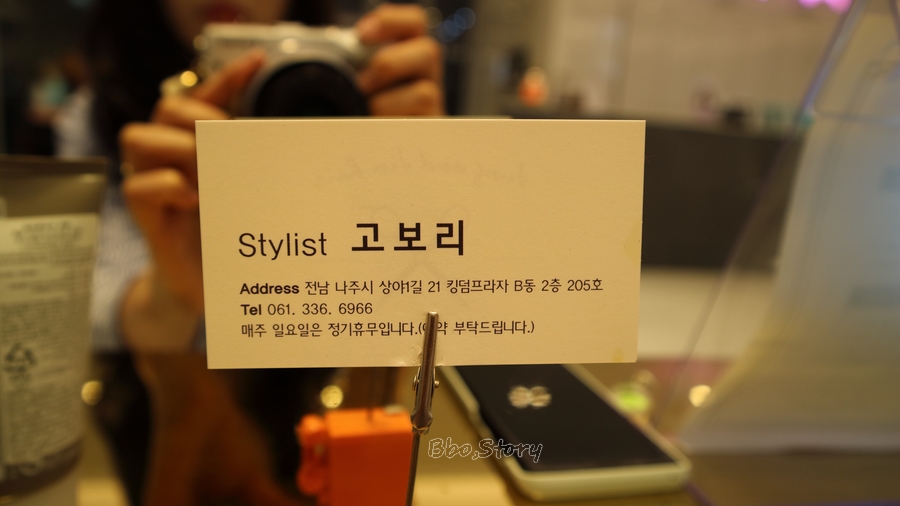 Stylist 고보리
Address 전남 나주시 상야1길 21 킹덤프라자 B동 2층 205호
Tel 061. 336. 6966
매주 일요일은 정기휴무입니다.( 부탁드립니다.)
Bbo,Story